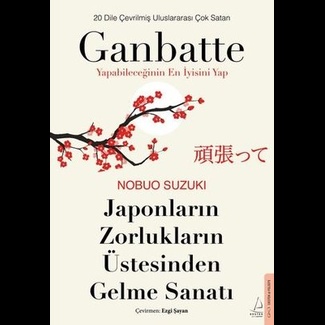 20 Dile Çevrilmiş Uluslararası Çok Satan
Ganbatte
Yapabileceğinin En İyisini Yap
頑張って
NOBUO SUZUKI
Japonların
Zorlukların
Üstesinden
Gelme Sanatı
Çevirmen: Ezgi Şayan